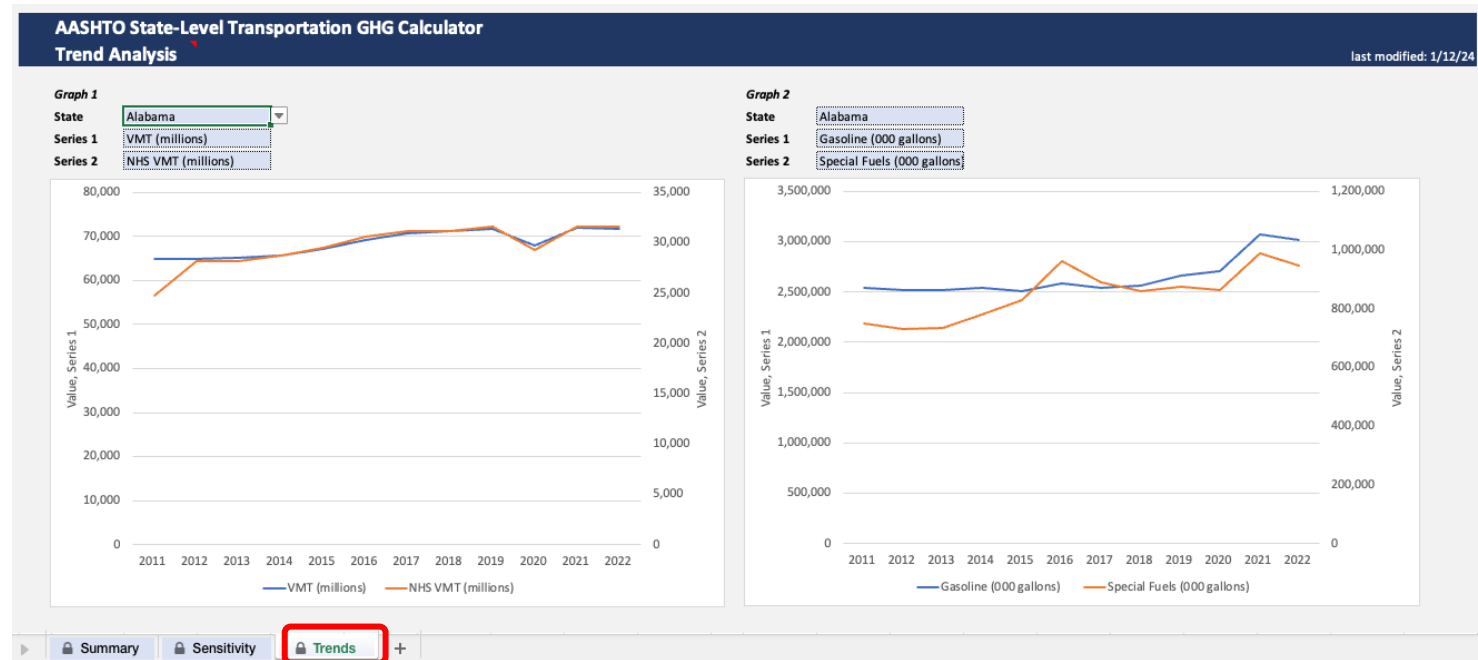 AASHTO State-Level Transportation GHG Calculator
Trend Analysis
last modified: 1/12/24
Graph 1
State Alabama
Series 1 VMT (millions)
Series 2 NHS VMT (millions)
80,000
70,000
60,000
50,000
40,000
30,000
20,000
10,000
0
Value, Series 1
35,000
30,000
25,000
20,000
15,000
10,000
5,000
0
Value, Series 2
2011 2012 2013 2014 2015 2016 2017 2018 2019 2020 2021 2022
VMT (millions) NHS VMT (millions)
Graph 2
State Alabama
Series 1 Gasoline (000 gallons)
Series 2 Special Fuels (000 gallons)
3,500,000
3,000,000
2,500,000
2,000,000
1,500,000
1,000,000
500,000
0
Value, Series 1
1,200,000
1,000,000
800,000
600,000
400,000
200,000
0
Value, Series 2
2011 2012 2013 2014 2015 2016 2017 2018 2019 2020 2021 2022
Gasoline (000 gallons) Special Fuels (000 gallons)
Summary Sensitivity Trends +